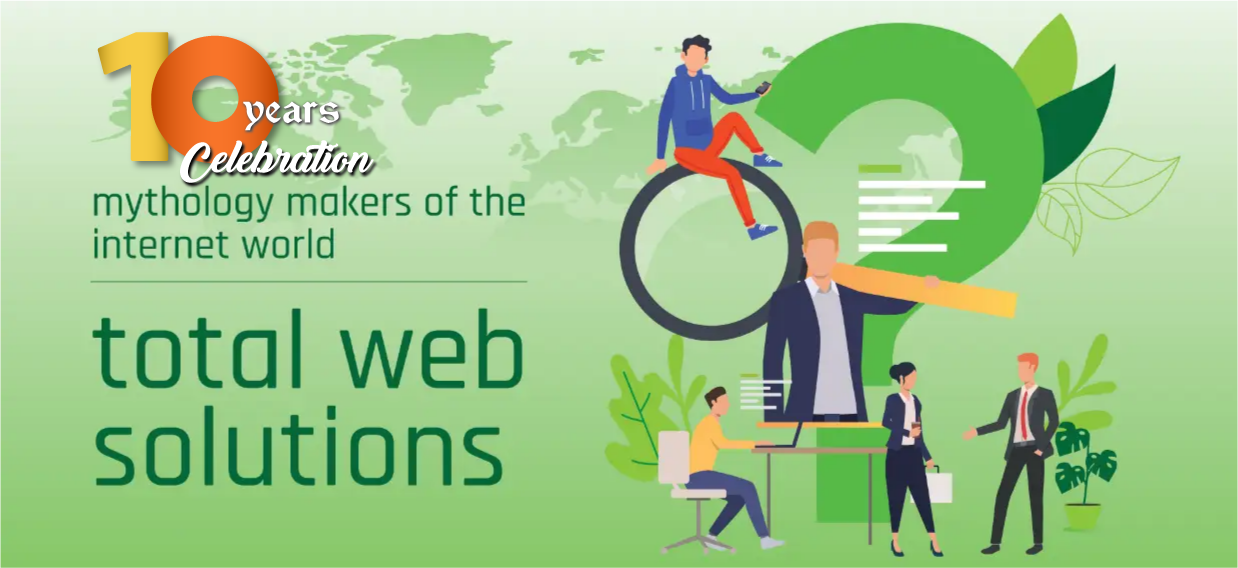 10 years
Celebration
mythology makers of the
internet world
total web
solutions